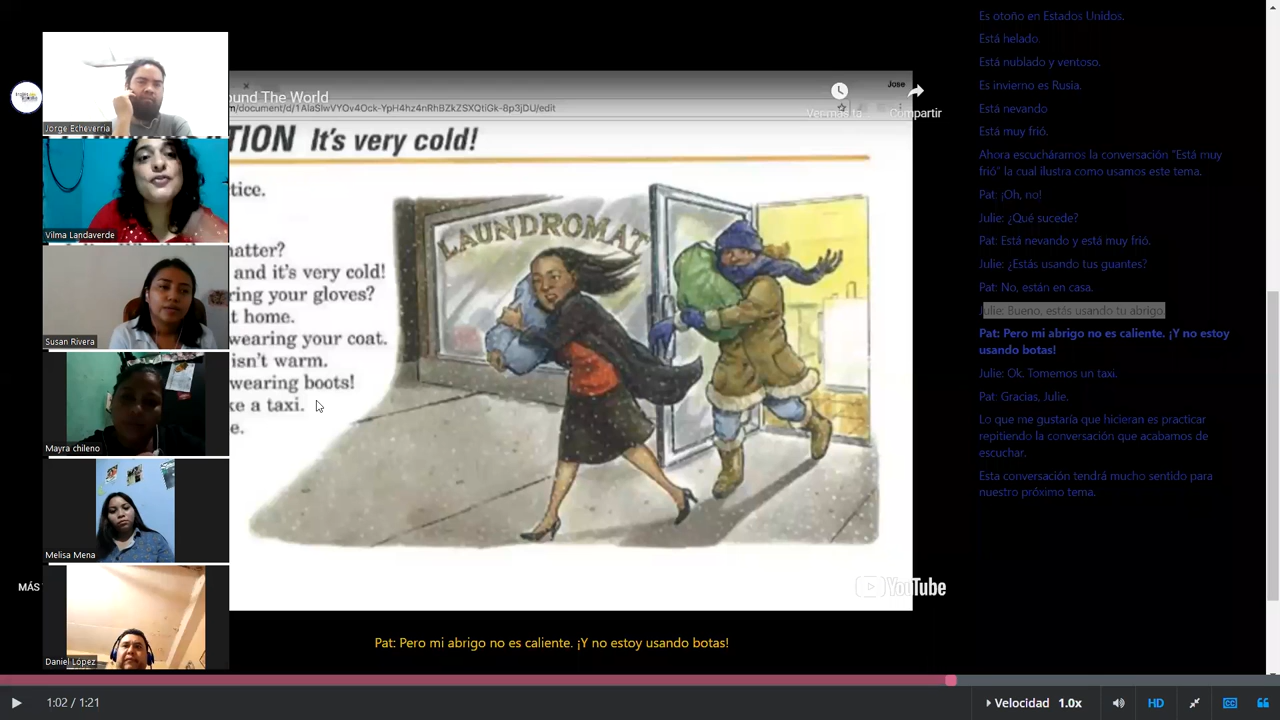 Es otoño en Estados Unidos.
Está helado.
Está nublado y ventoso.
Es invierno es Rusia.
Está nevando
Está muy frió.
Ahora escucháramos la conversación "Está muy
frió" la cual ilustra como usamos este tema.
Pat: ¡Oh, no!
Julie: ¿Qué sucede?
Pat: Está nevando y está muy frió.
Julie: ¿Estás usando tus guantes?
Pat: No, están en casa.
Julie: Bueno, estás usando tu abrigo.
Pat: Pero mi abrigo no es caliente. ¡Y no estoy
usando botas!
Julie: Ok. Tomemos un taxi.
Pat: Gracias, Julie.
Lo que me gustaría que hicieran es practicar
repitiendo la conversación que acabamos de
escuchar.
Esta conversación tendrá mucho sentido para
nuestro próximo tema.
Jorge Echeverria
Vilma Landaverde
Susan Rivera
Mayra chileno
Melisa Mena
Daniel López
Jose
ound The World
Compartir
TION It's very cold!
tice.
hatter?
and it's very cold!
ring your gloves?
t home.
wearing your coat.
isn't warm.
wearing boots!
ke a taxi.
e.
LAUNDROMAT
MÁS
YouTube
Pat: Pero mi abrigo no es caliente. ¡Y no estoy usando botas!
1:02 / 1:21
Velocidad 1.0x
HD
CC